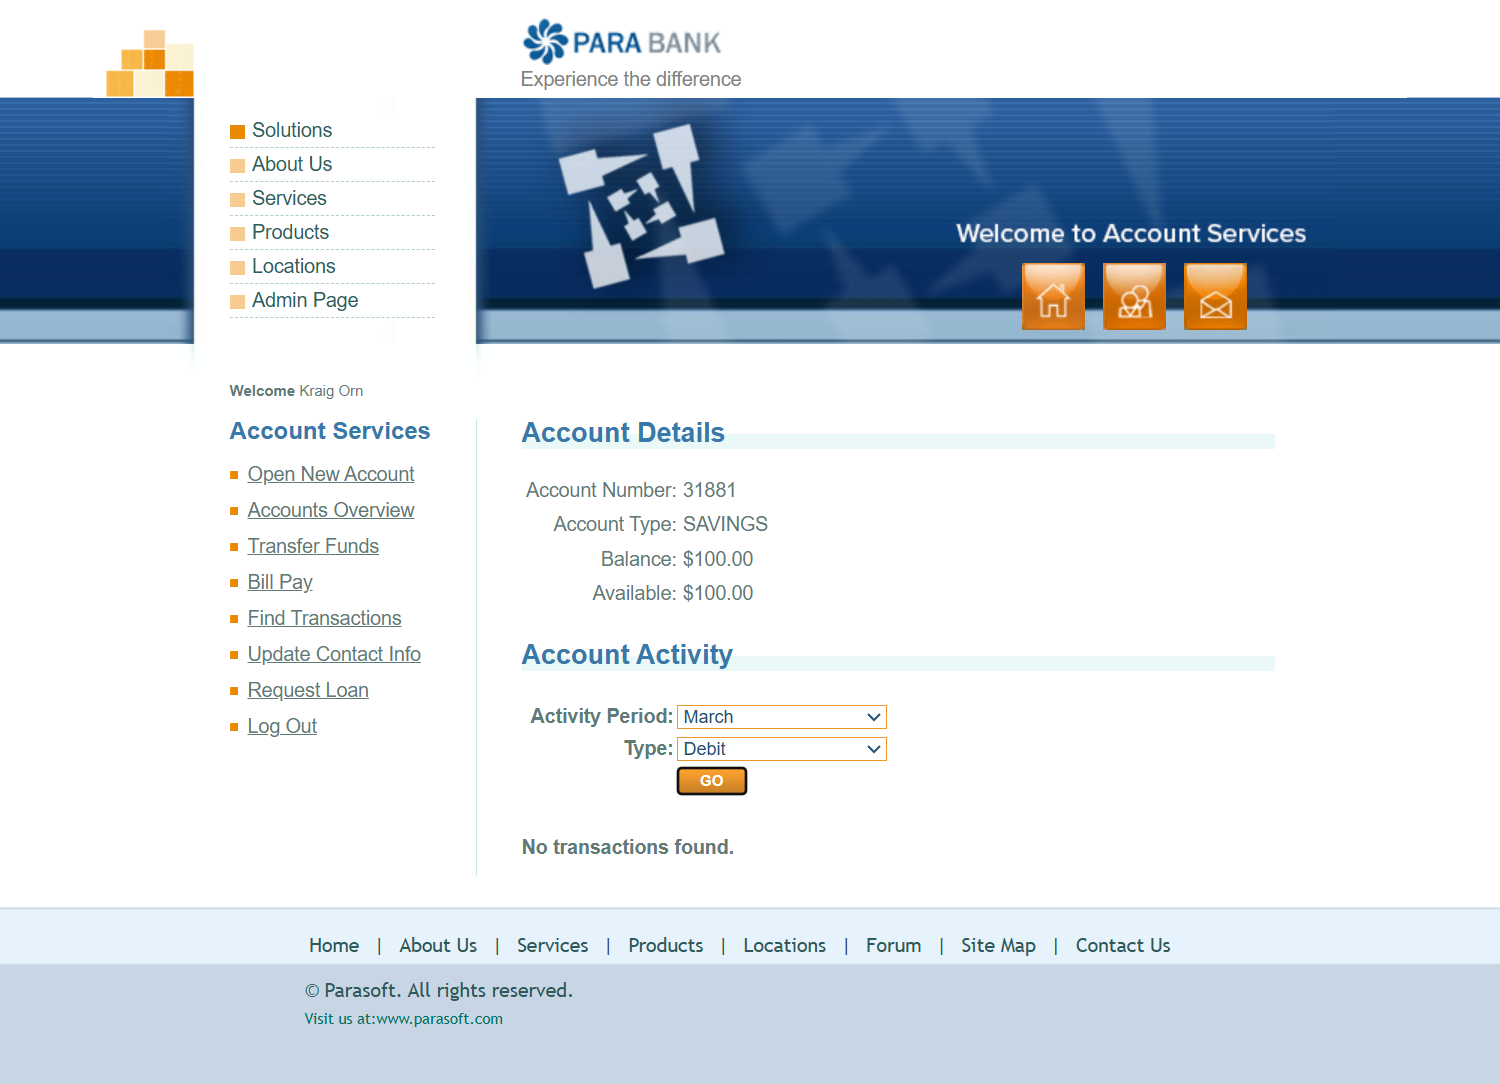 PARA BANK
Experience the difference
Solutions
About Us
Services
Products
Locations
Admin Page
Welcome to Account Services
Welcome Kraig Orn
Account Services
Open New Account
Accounts Overview
Transfer Funds
Bill Pay
Find Transactions
Update Contact Info
Request Loan
Log Out
Account Details
Account Number: 31881
Account Type: SAVINGS
Balance: $100.00
Available: $100.00
Account Activity
Activity Period: March
Type: Debit
GO
No transactions found.
Home | About Us | Services | Products | Locations | Forum | Site Map | Contact Us
© Parasoft. All rights reserved.
Visit us at:www.parasoft.com